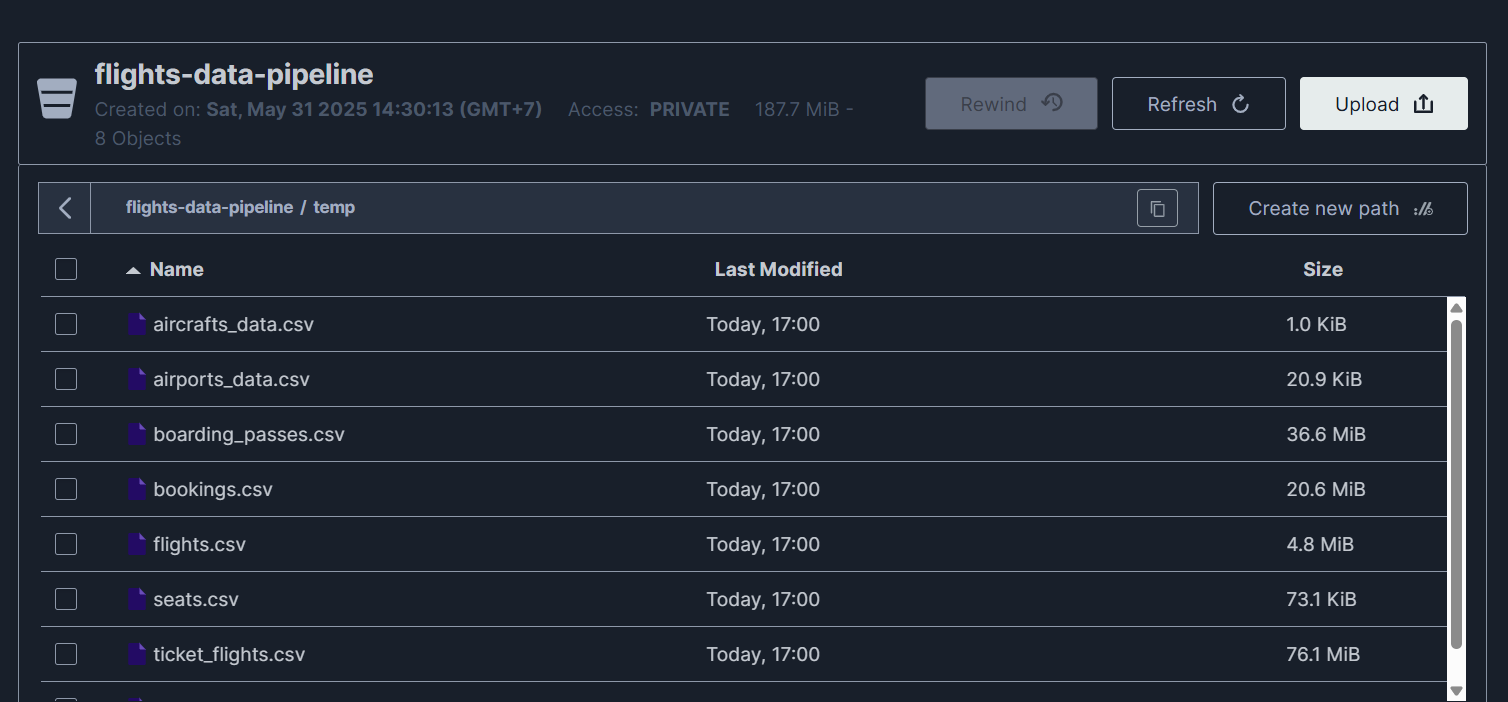 flights-data-pipeline
Created on: Sat, May 31 2025 14:30:13 (GMT+7) Access: PRIVATE 187.7 MiB -
8 Objects
Rewind
Refresh
Upload
flights-data-pipeline / temp
Create new path
Name Last Modified Size
aircrafts_data.csv Today, 17:00 1.0 KiB
airports_data.csv Today, 17:00 20.9 KiB
boarding_passes.csv Today, 17:00 36.6 MiB
bookings.csv Today, 17:00 20.6 MiB
flights.csv Today, 17:00 4.8 MiB
seats.csv Today, 17:00 73.1 KiB
ticket_flights.csv Today, 17:00 76.1 MiB